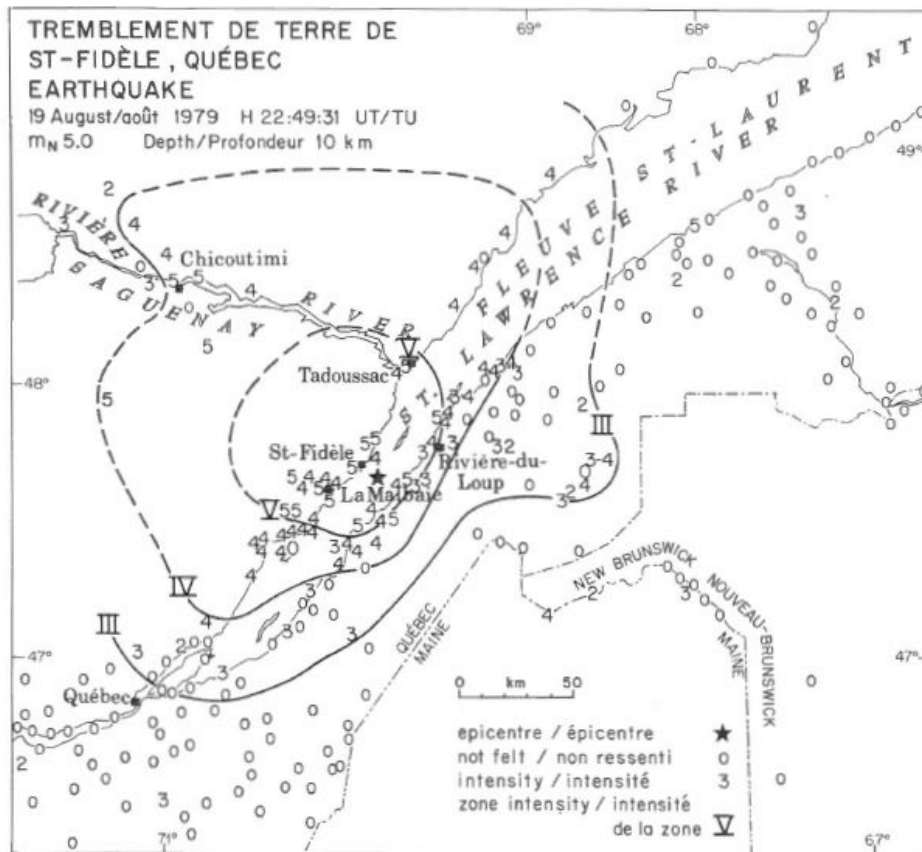 TREMBLEMENT DE TERRE DE
ST-FIDÈLE, QUÉBEC
EARTHQUAKE
19 August/août 1979 H 22:49:31 UT/TU
mN 5.0 Depth/Profondeur 10 km
69°
68°
49°
FLEUVE ST-LAURENT
ST. LAWRENCE RIVER
RIVIÈRE
SAGUENAY
RIVER
Chicoutimi
Tadoussac
V
48°
St-Fidèle
La Malbaie
Rivière-du-
Loup
III
V
IV
III
QUÉBEC
MAINE
NEW BRUNSWICK NOUVEAU-BRUNSWICK
MAINE
47°
47°
Québec
0 km 50
epicentre / épicentre ★
not felt / non ressenti 0
intensity / intensité 3
zone intensity / intensité
de la zone V
71°
67°